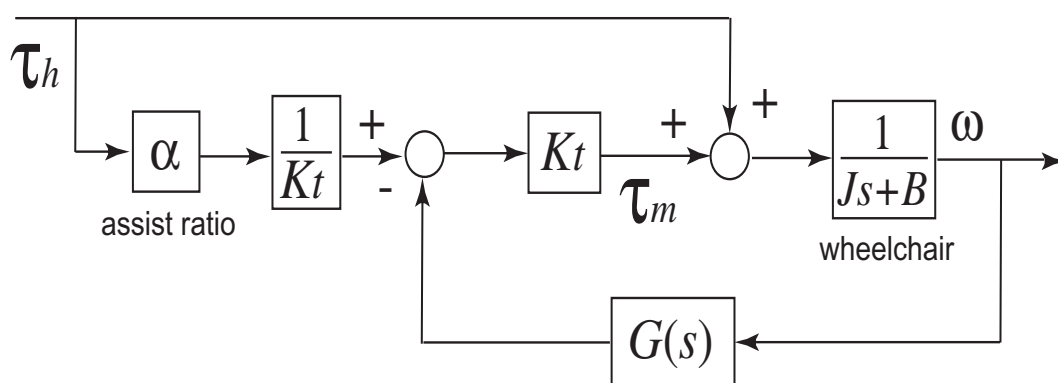 τh
α
assist ratio
1
Kt
+
-
Kt
+
τm
+
1
Js+B
wheelchair
ω
G(s)